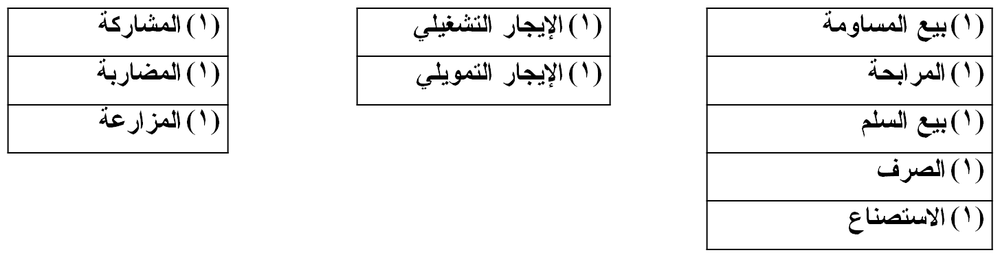 (١) بيع المساومة
(١) المرابحة
(١) بيع السلم
(١) الصرف
(١) الاستصناع
(١) الإيجار التشغيلي
(١) الإيجار التمويلي
(١) المشاركة
(١) المضاربة
(١) المزارعة